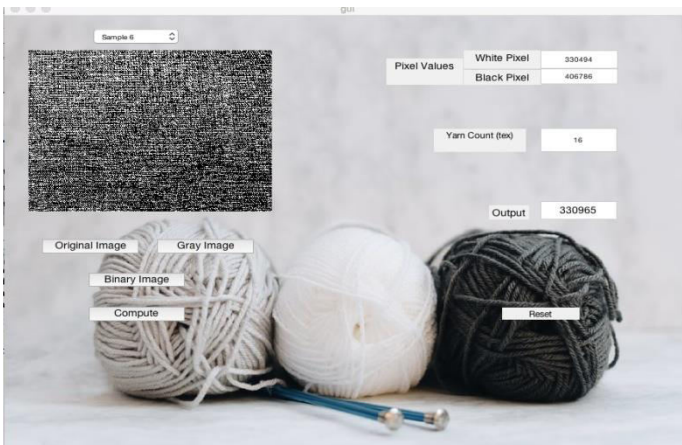 gui
Sample 6
Pixel Values
White Pixel 330494
Black Pixel 406786
Yarn Count (tex) 16
Output 330965
Original Image Gray Image
Binary Image
Compute Reset